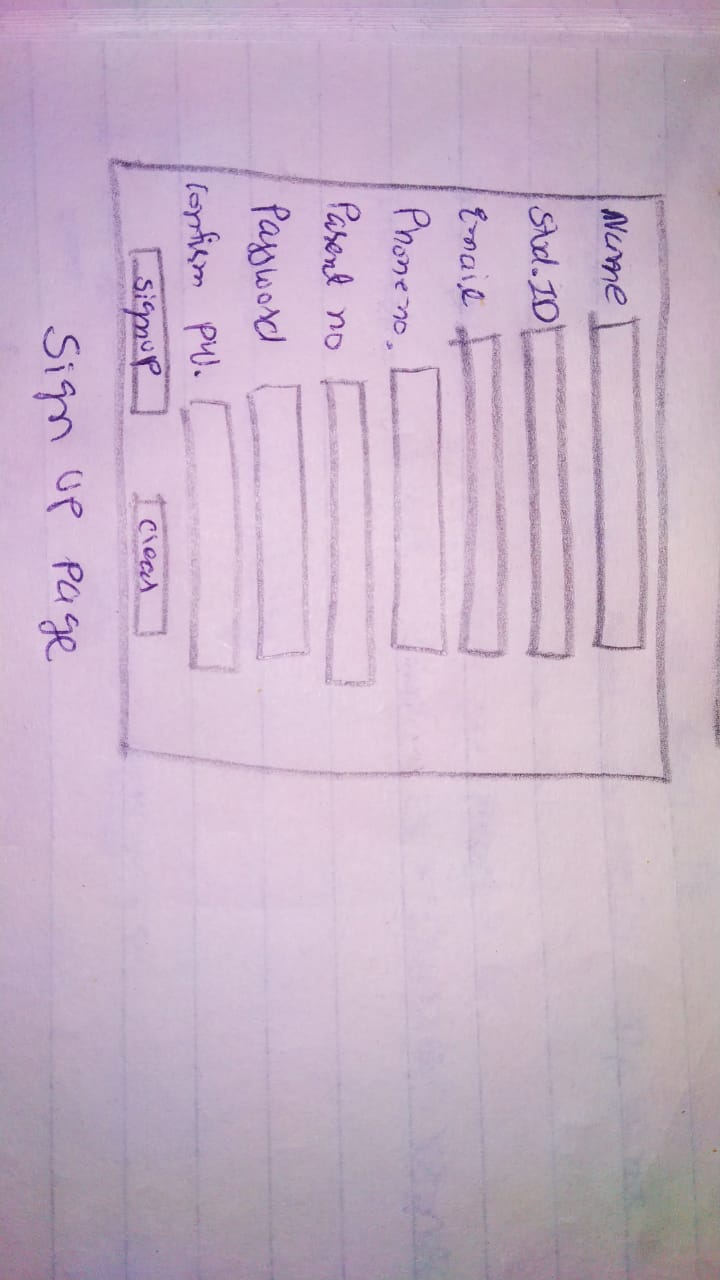 Name
Std. ID
Email
Phone no.
Parent no
Password
Confirm pw.
Signup
Clear
Sign up page